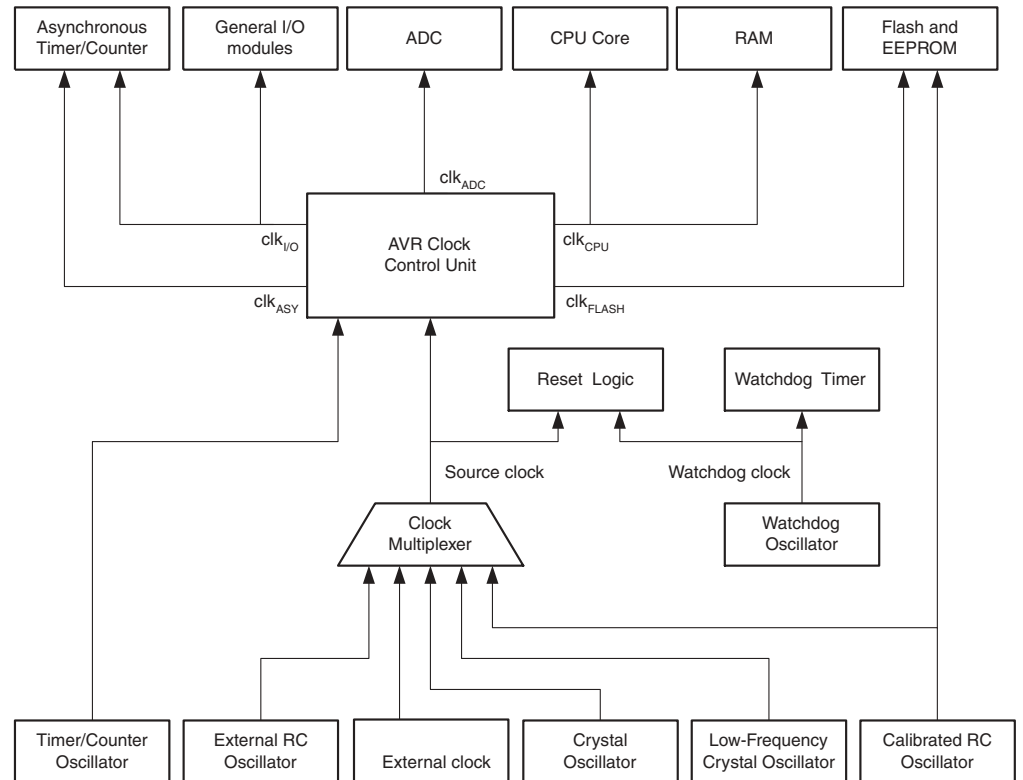 Asynchronous
Timer/Counter
General I/O
modules
ADC
CPU Core
RAM
Flash and
EEPROM
clkADC
clkI/O
AVR Clock
Control Unit
clkCPU
clkASY
clkFLASH
Reset Logic
Watchdog Timer
Source clock
Watchdog clock
Clock
Multiplexer
Watchdog
Oscillator
Timer/Counter
Oscillator
External RC
Oscillator
External clock
Crystal
Oscillator
Low-Frequency
Crystal Oscillator
Calibrated RC
Oscillator